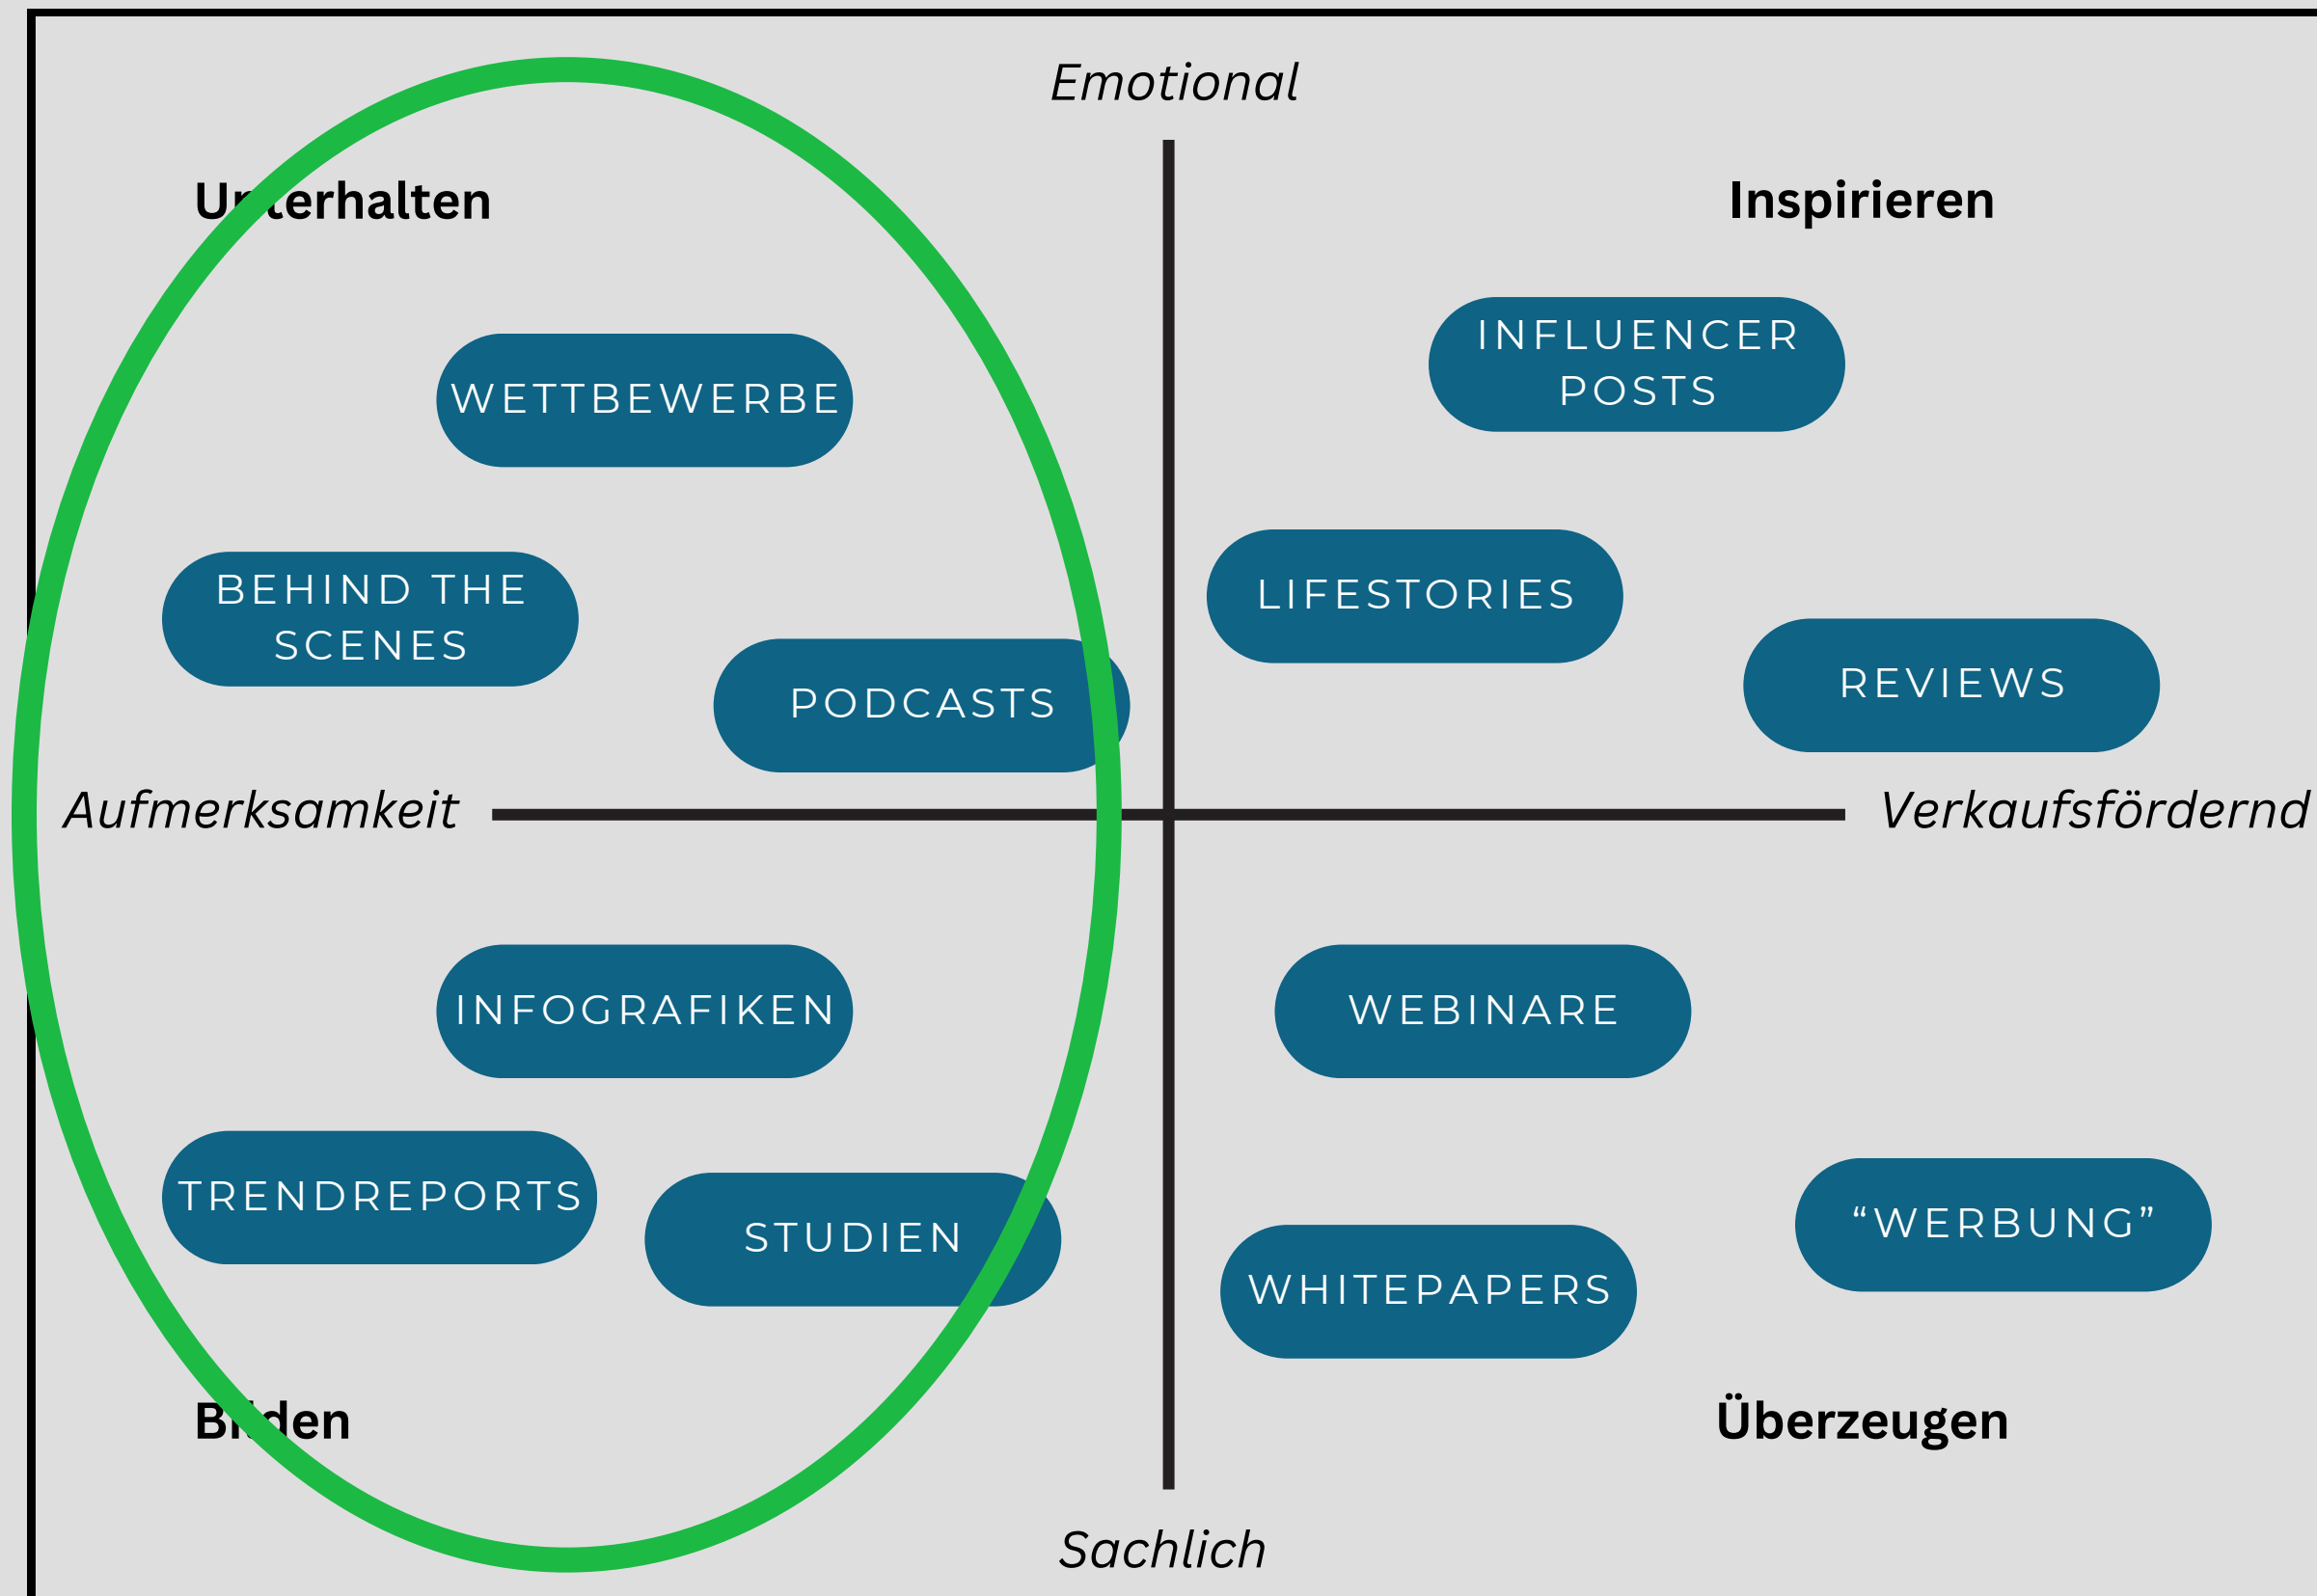 Emotional
Unterhalten
Inspirieren
INFLUENCER
POSTS
WETTBEWERBE
BEHIND THE
SCENES
LIFESTORIES
PODCASTS
REVIEWS
Aufmerksamkeit
Verkaufsfördernd
INFOGRAFIKEN
WEBINARE
TRENDREPORTS
STUDIEN
“WERBUNG”
WHITEPAPERS
Bilden
Überzeugen
Sachlich